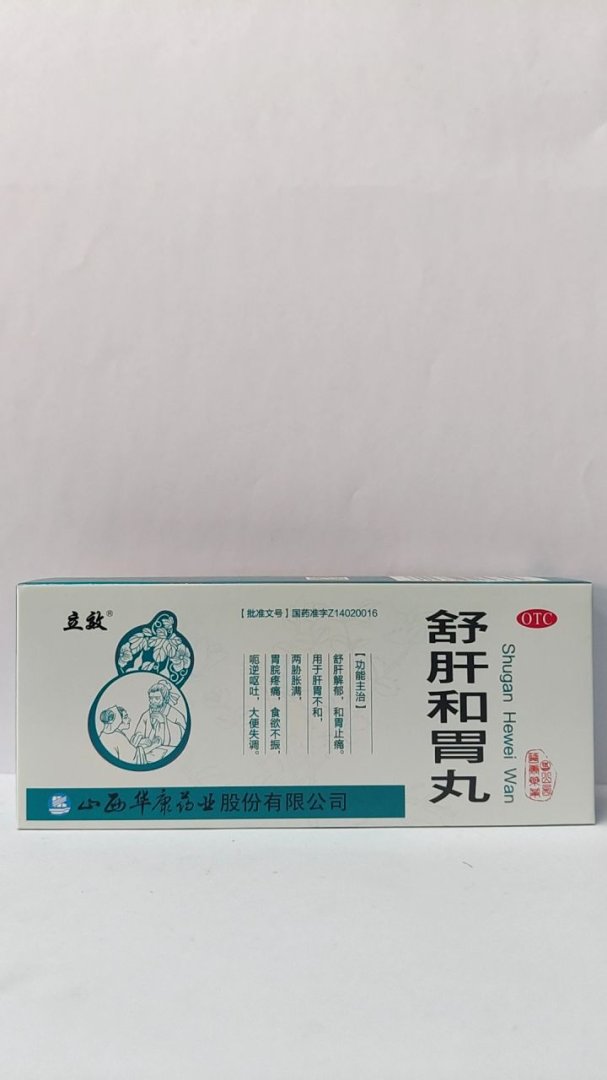 立效®
【批准文号】国药准字Z14020016
【功能主治】
舒肝解郁，和胃止痛。
用于肝胃不和，
两胁胀满，
胃脘疼痛，食欲不振，
呃逆呕吐，大便失调。
舒肝和胃丸
Shugan Hewei Wan
OTC
山西华康药业股份有限公司